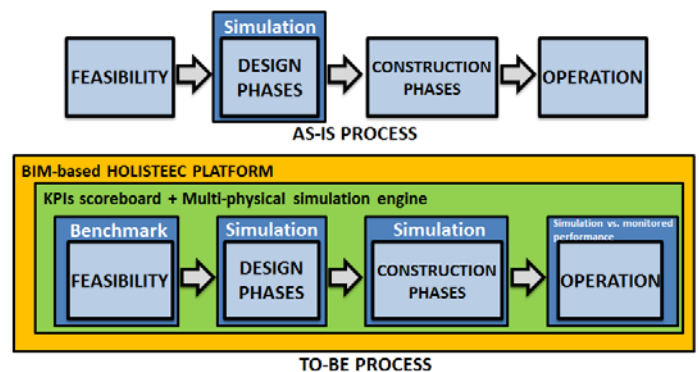 Simulation
FEASIBILITY
DESIGN
PHASES
CONSTRUCTION
PHASES
OPERATION
AS-IS PROCESS
BIM-based HOLISTEEC PLATFORM
KPIs scoreboard + Multi-physical simulation engine
Benchmark
FEASIBILITY
Simulation
DESIGN
PHASES
Simulation
CONSTRUCTION
PHASES
Simulation vs. monitored
performance
OPERATION
TO-BE PROCESS